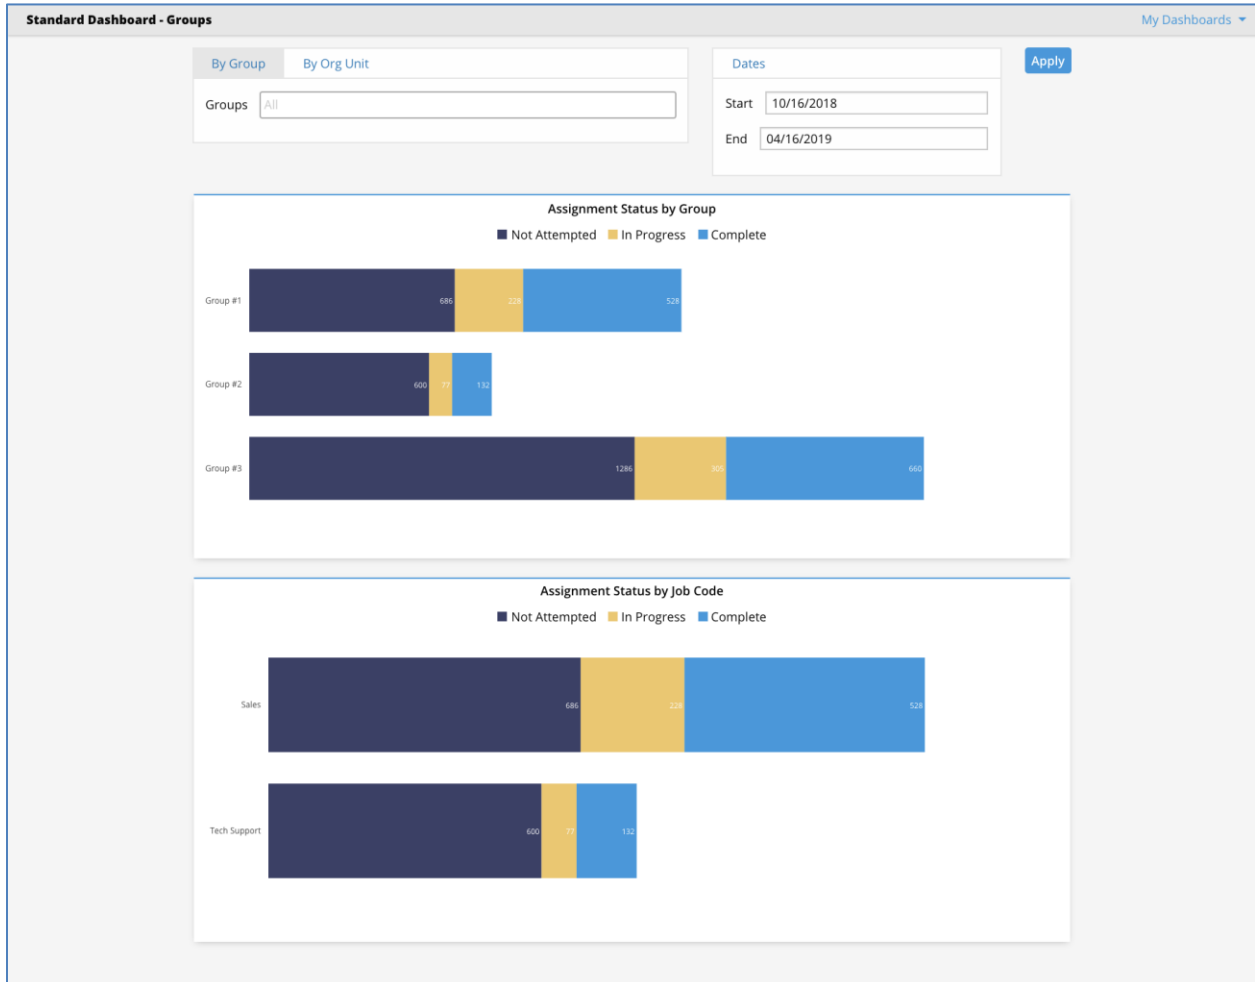 Standard Dashboard - Groups
My Dashboards
By Group
By Org Unit
Groups
All
Dates
Start
10/16/2018
End
04/16/2019
Apply
Assignment Status by Group
Not Attempted In Progress Complete
Group #1 686 228 528
Group #2 600 77 132
Group #3 1286 305 660
Assignment Status by Job Code
Not Attempted In Progress Complete
Sales 686 228 528
Tech Support 600 77 132